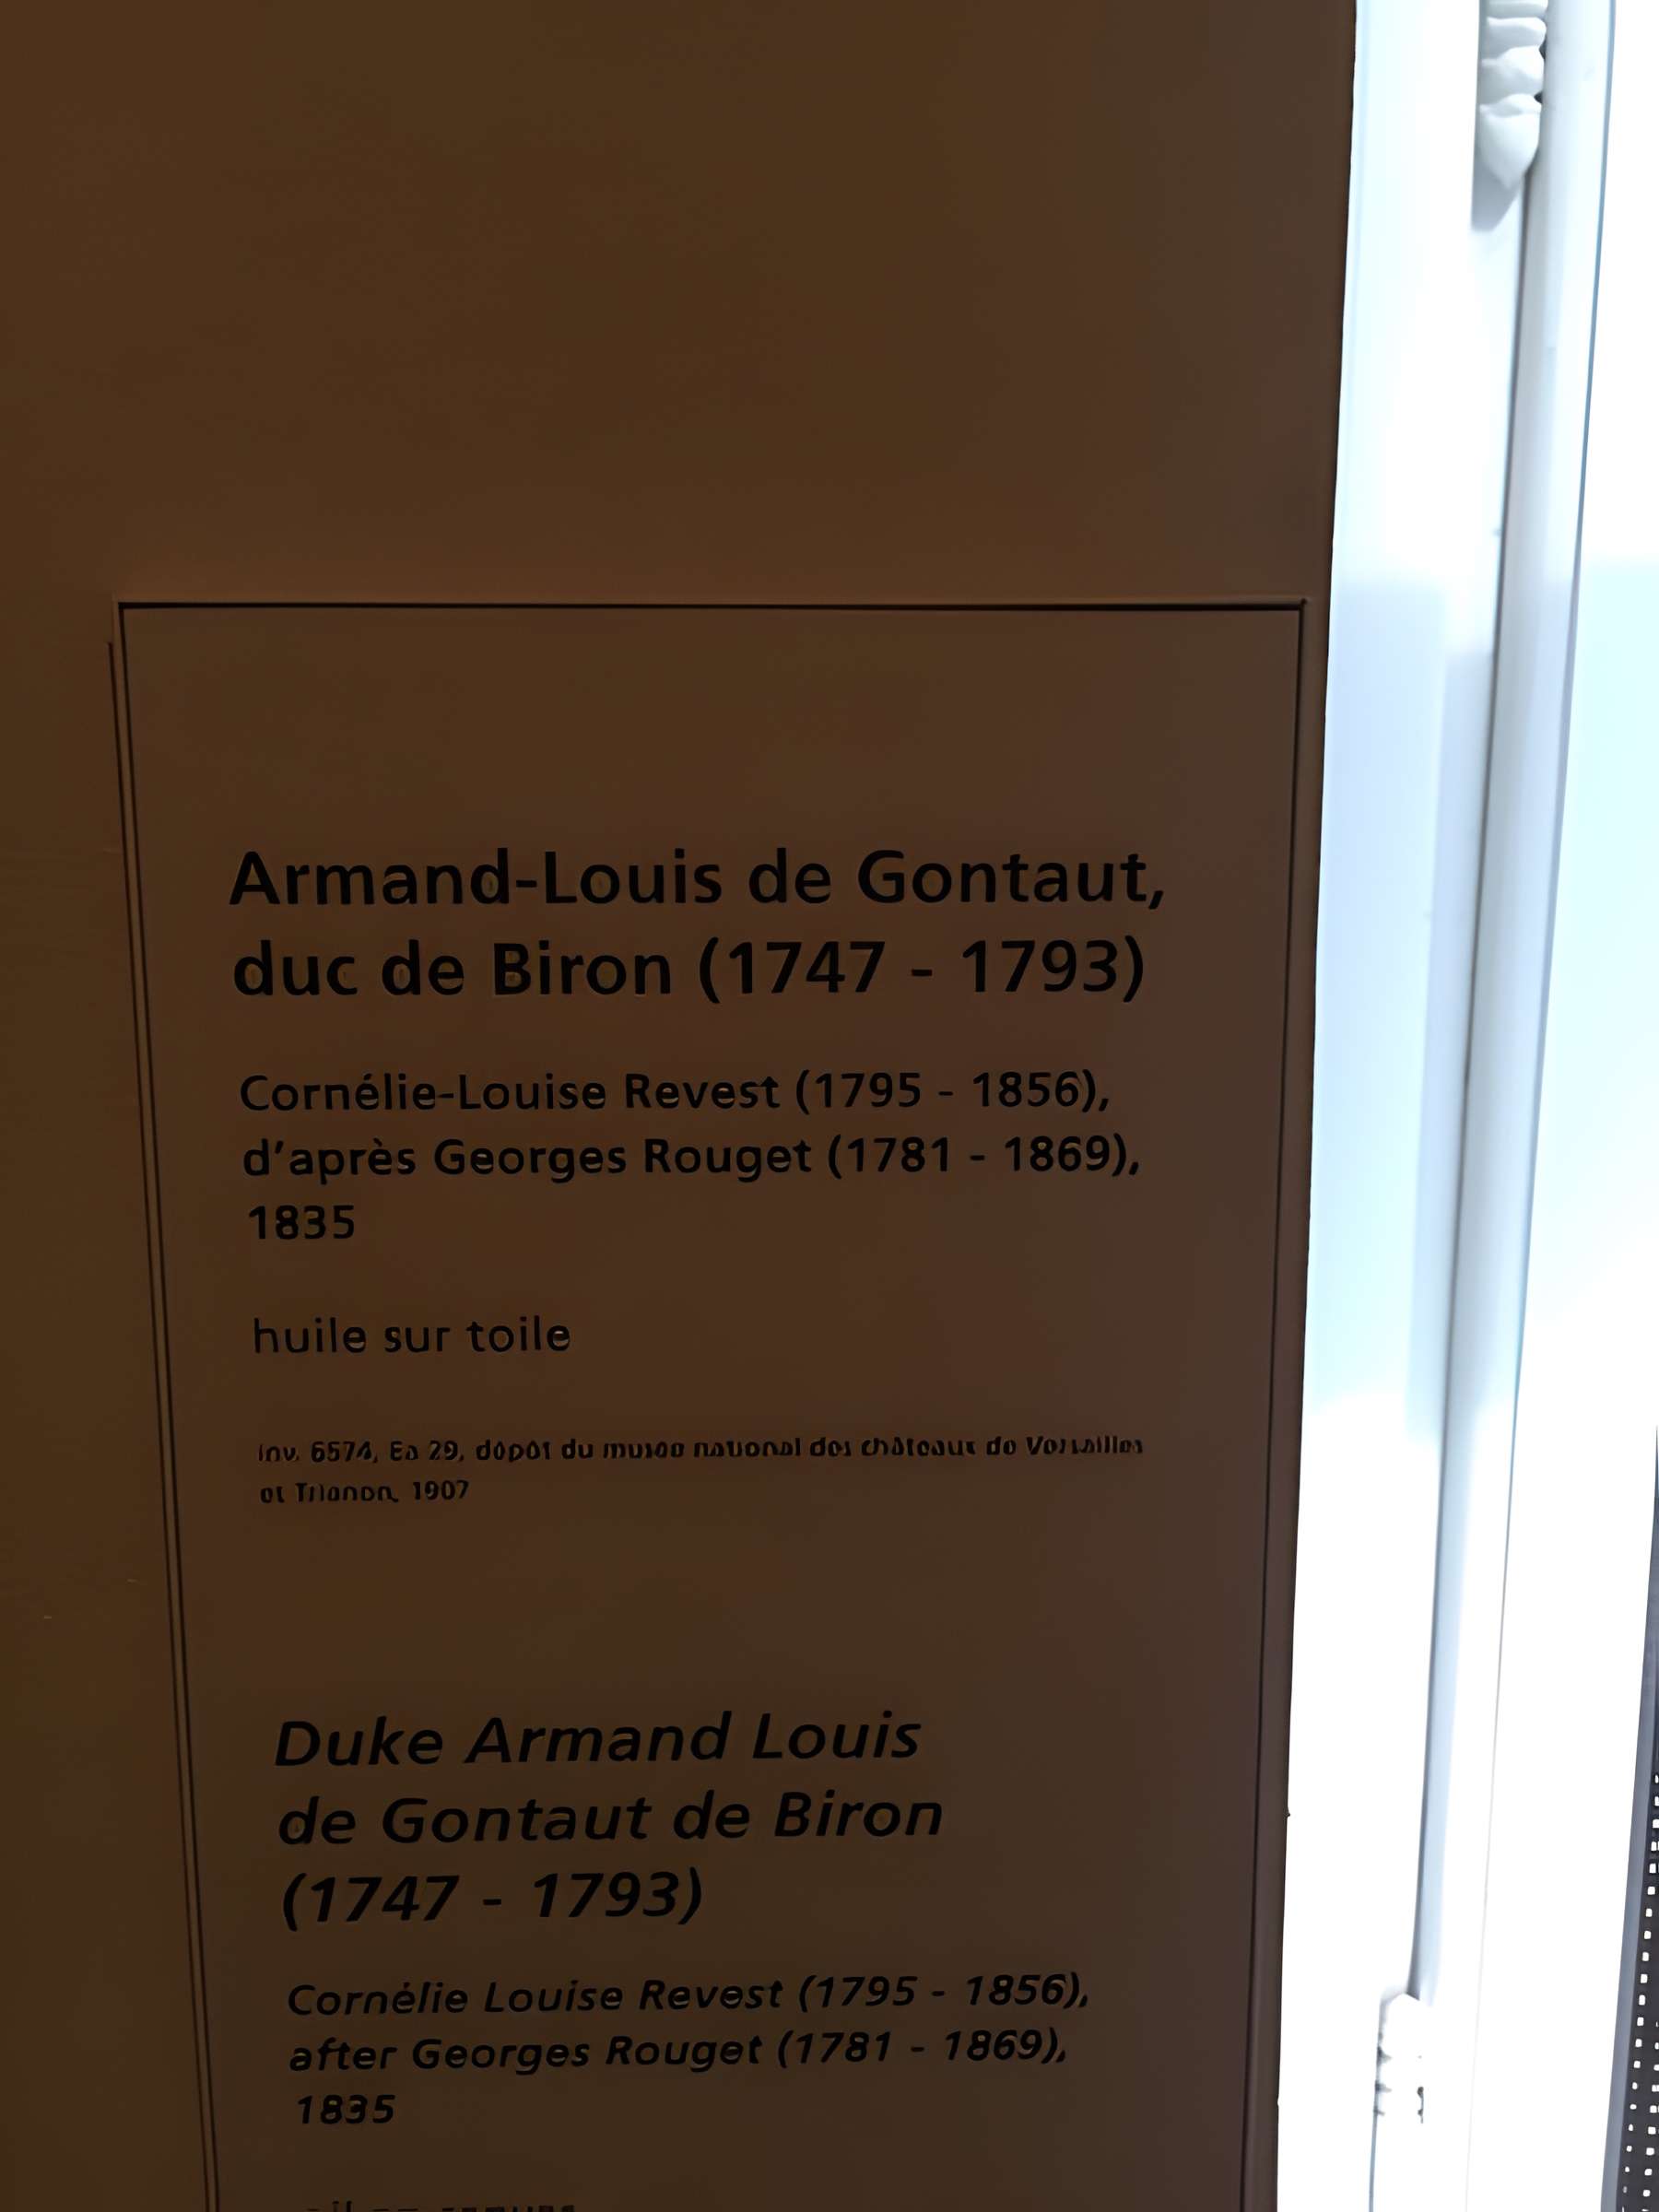 Armand-Louis de Gontaut,
duc de Biron (1747 - 1793)
Cornélie-Louise Revest (1795 - 1856),
d'après Georges Rouget (1781 - 1869),
1835
huile sur toile
Inv. 6574, Ea 29, dépôt du musée national des châteaux de Versailles
et Trianon, 1907
Duke Armand Louis
de Gontaut de Biron
(1747 - 1793)
Cornélie Louise Revest (1795 - 1856),
after Georges Rouget (1781 - 1869),
1835